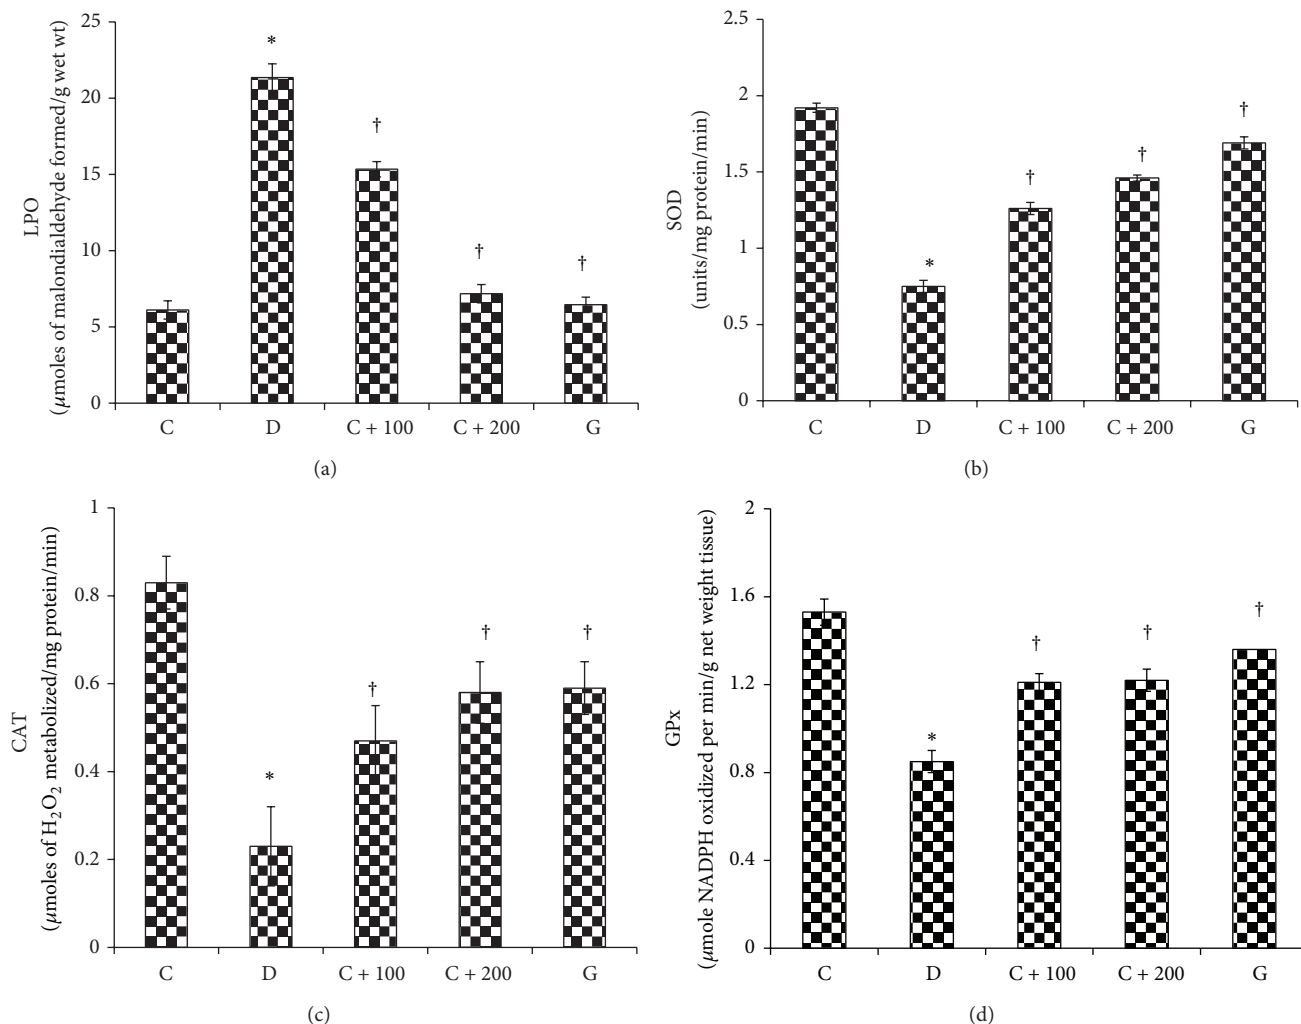 LPO
(μmoles of malondialdehyde formed/g wet wt)
25
20
15
10
5
0
*
†
†
†
C D C + 100 C + 200 G
(a)
SOD
(units/mg protein/min)
2.5
2
1.5
1
0.5
0
*
†
†
†
C D C + 100 C + 200 G
(b)
CAT
(μmoles of H₂O₂ metabolized/mg protein/min)
1
0.8
0.6
0.4
0.2
0
*
†
†
†
C D C + 100 C + 200 G
(c)
GPx
(μmole NADPH oxidized per min/g net weight tissue)
2
1.6
1.2
0.8
0.4
0
*
†
†
†
C D C + 100 C + 200 G
(d)